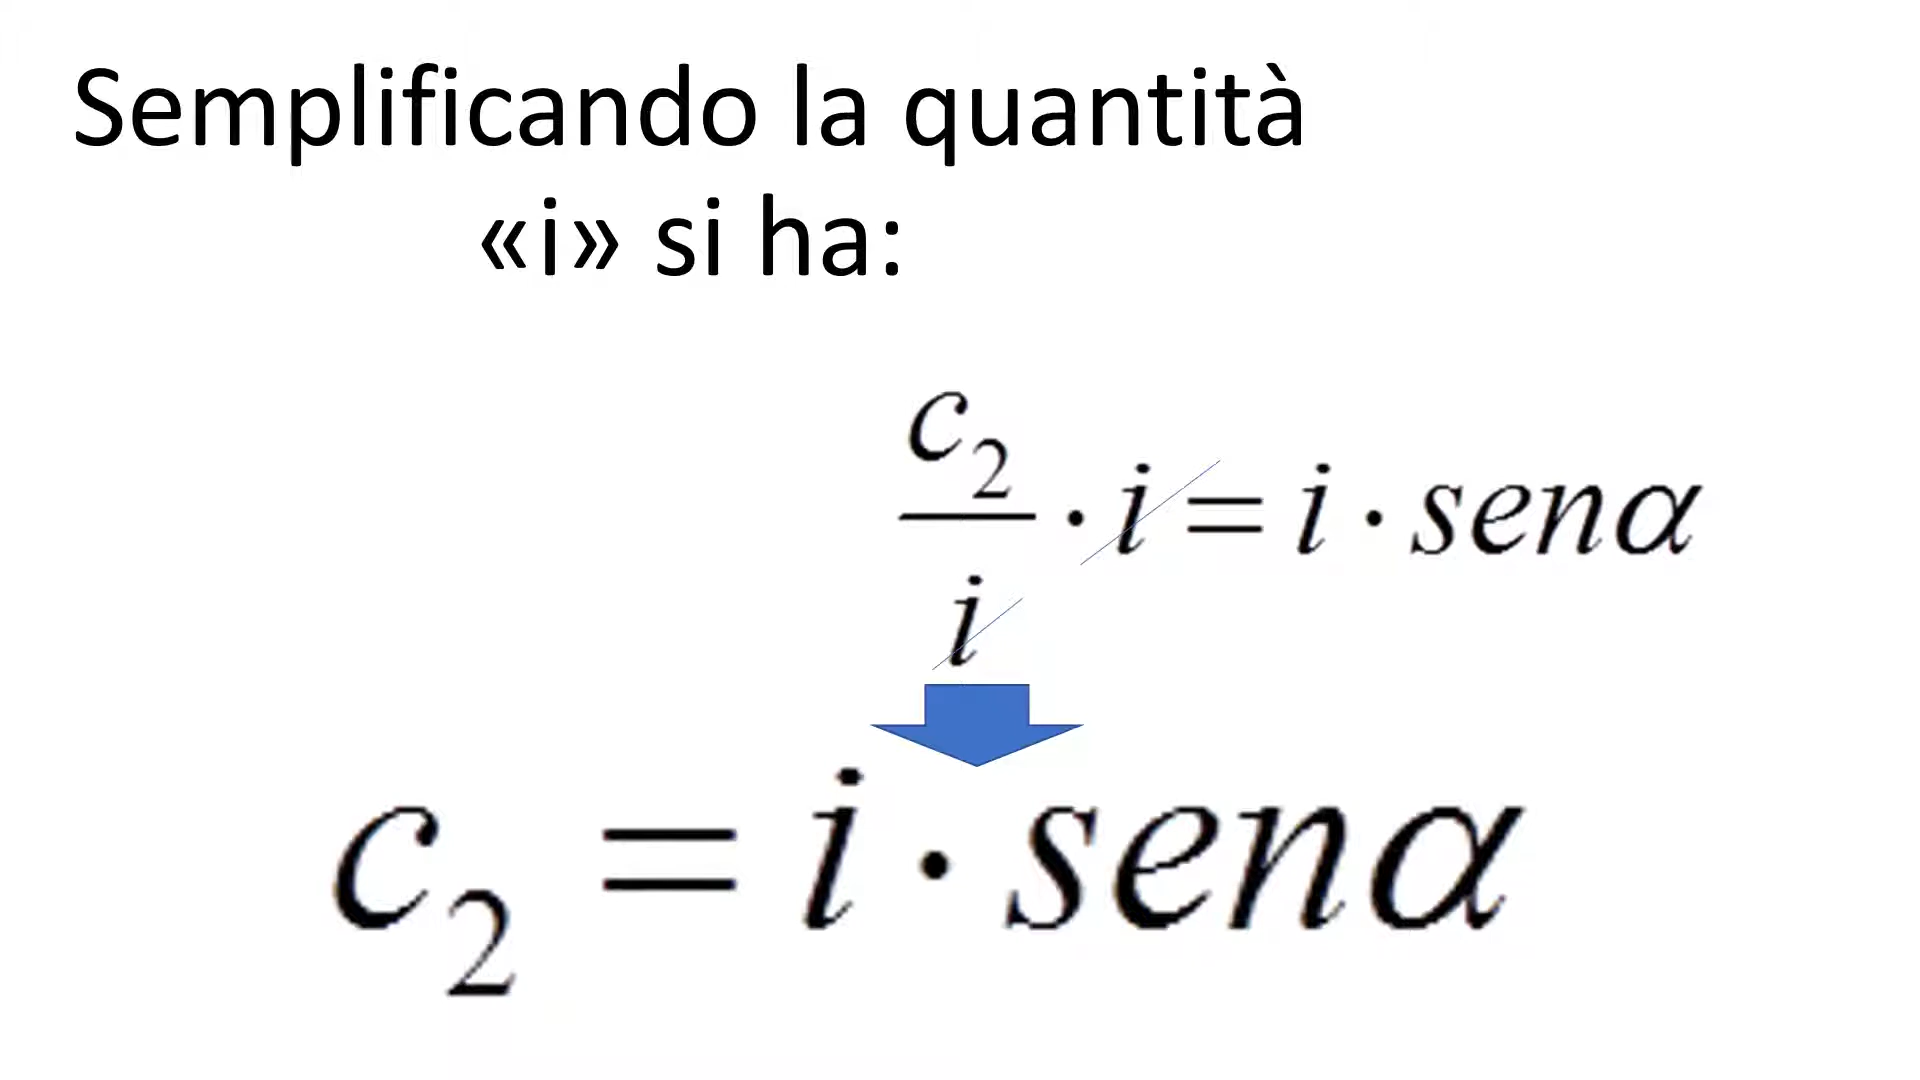 Semplificando la quantità
«i» si ha:
c₂/i · i = i · senα
c₂ = i · senα